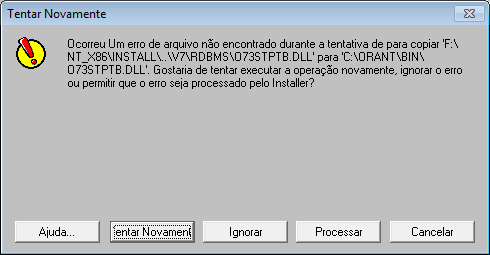 Tentar Novamente
Ocorreu Um erro de arquivo não encontrado durante a tentativa de para copiar 'F:\
NT_X86\INSTALL\..\V7\RDBMS\O73STPTB.DLL' para 'C:\ORANT\BIN\
O73STPTB.DLL'. Gostaria de tentar executar a operação novamente, ignorar o erro
ou permitir que o erro seja processado pelo Installer?
Ajuda... entar Novament Ignorar Processar Cancelar